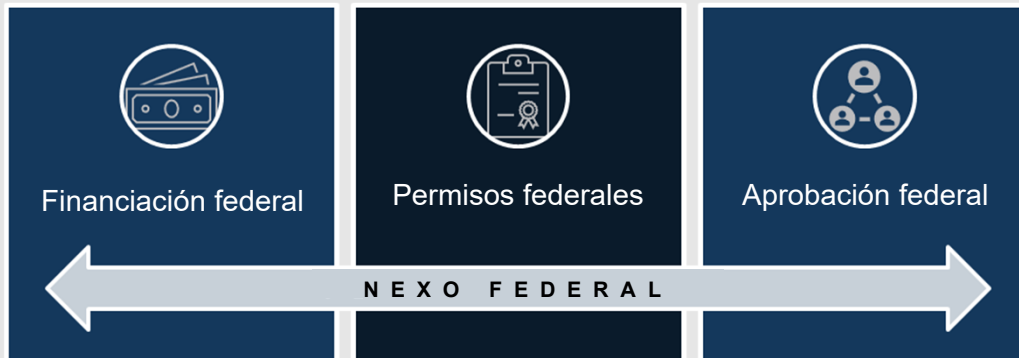 Financiación federal
Permisos federales
Aprobación federal
NEXO FEDERAL